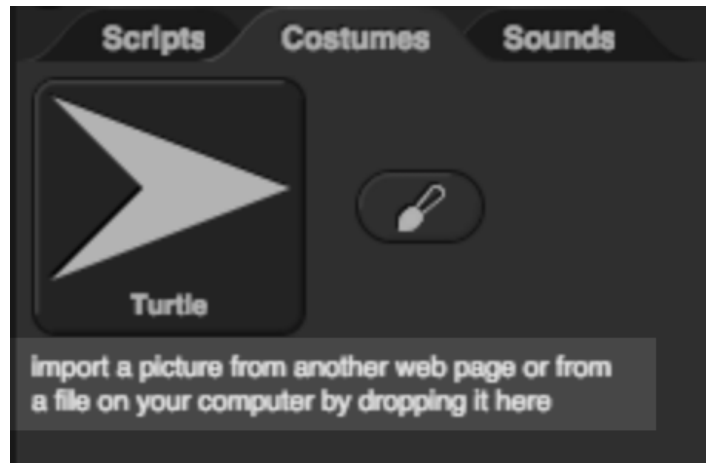 Scripts Costumes Sounds
Turtle
import a picture from another web page or from
a file on your computer by dropping it here